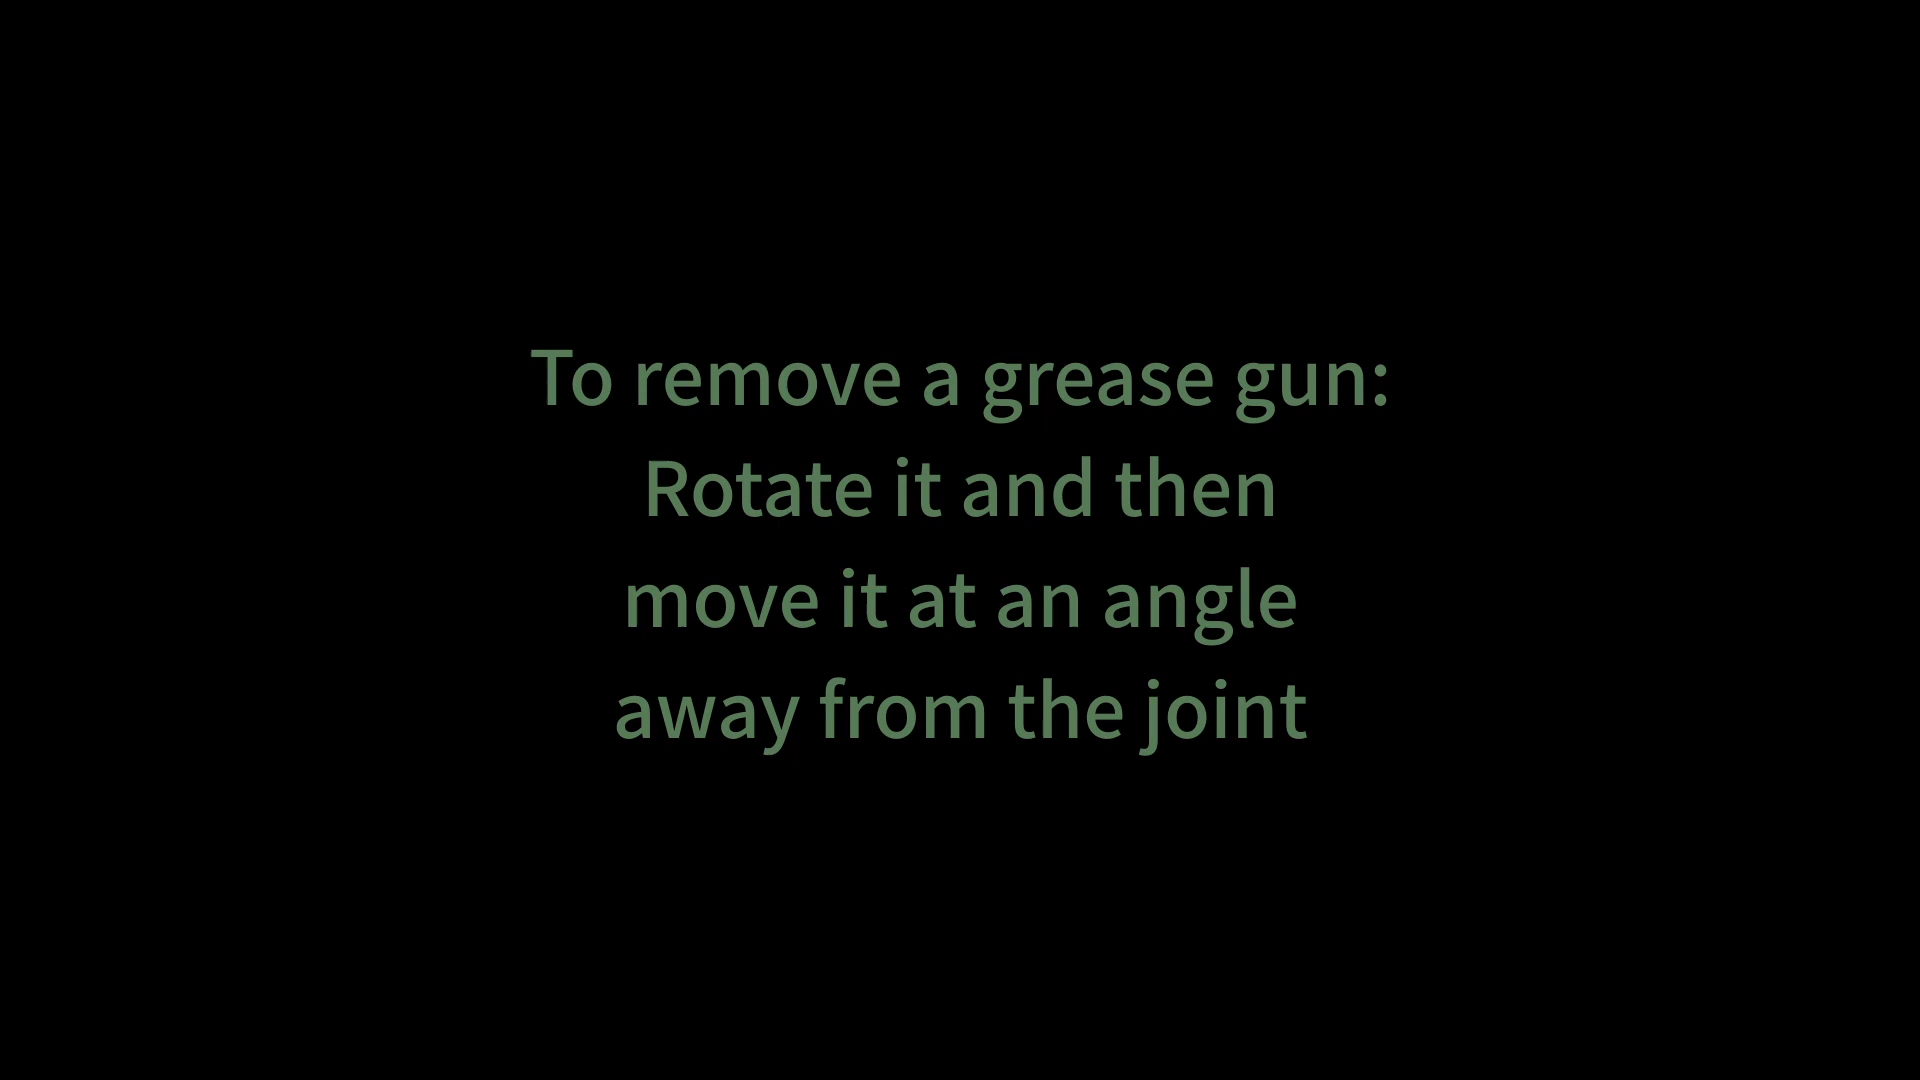 To remove a grease gun:
Rotate it and then
move it at an angle
away from the joint